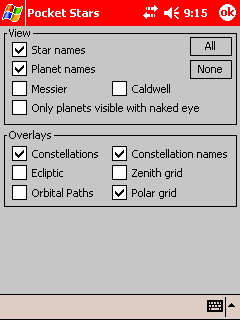 Pocket Stars 9:15 ok
View
Star names All
Planet names None
Messier Caldwell
Only planets visible with naked eye
Overlays
Constellations Constellation names
Ecliptic Zenith grid
Orbital Paths Polar grid